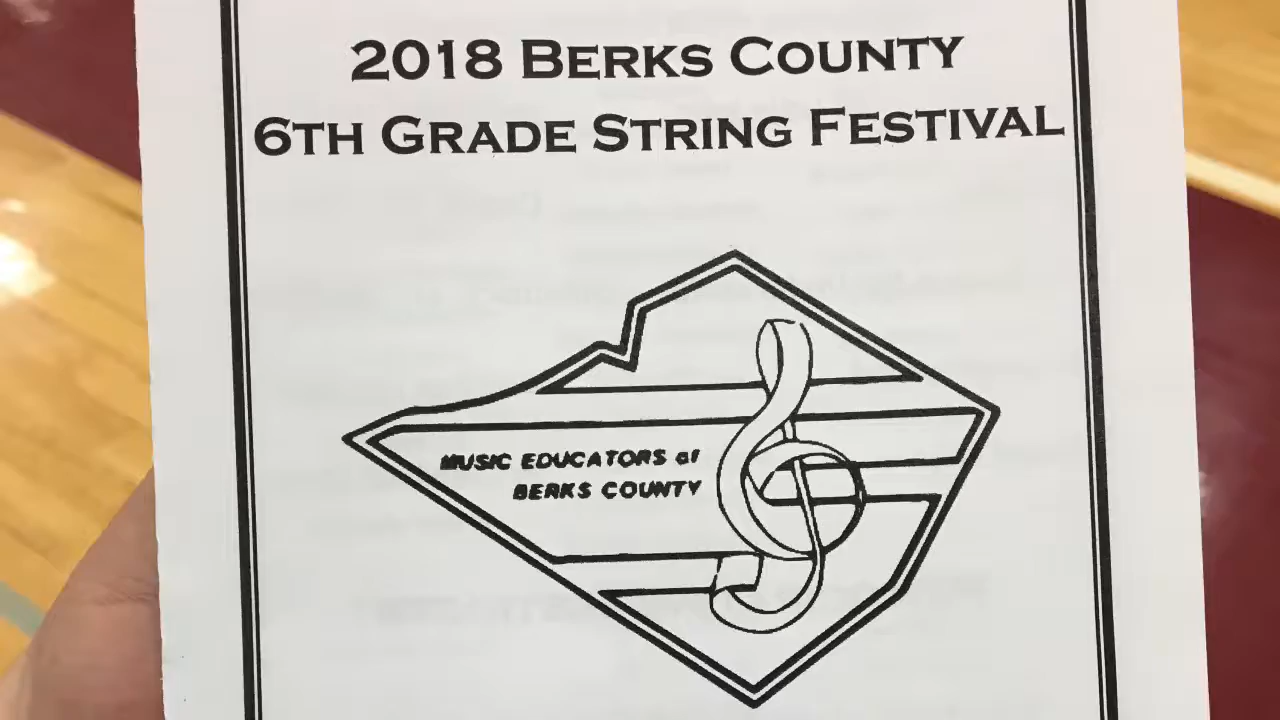 2018 BERKS COUNTY
6TH GRADE STRING FESTIVAL
MUSIC EDUCATORS of
BERKS COUNTY